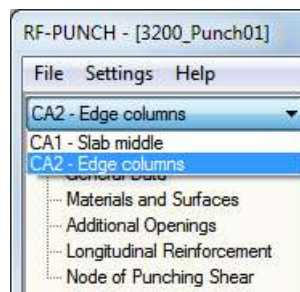 RF-PUNCH - [3200_Punch01]
File Settings Help
CA2 - Edge columns
CA1 - Slab middle
CA2 - Edge columns
General Data
Materials and Surfaces
Additional Openings
Longitudinal Reinforcement
Node of Punching Shear